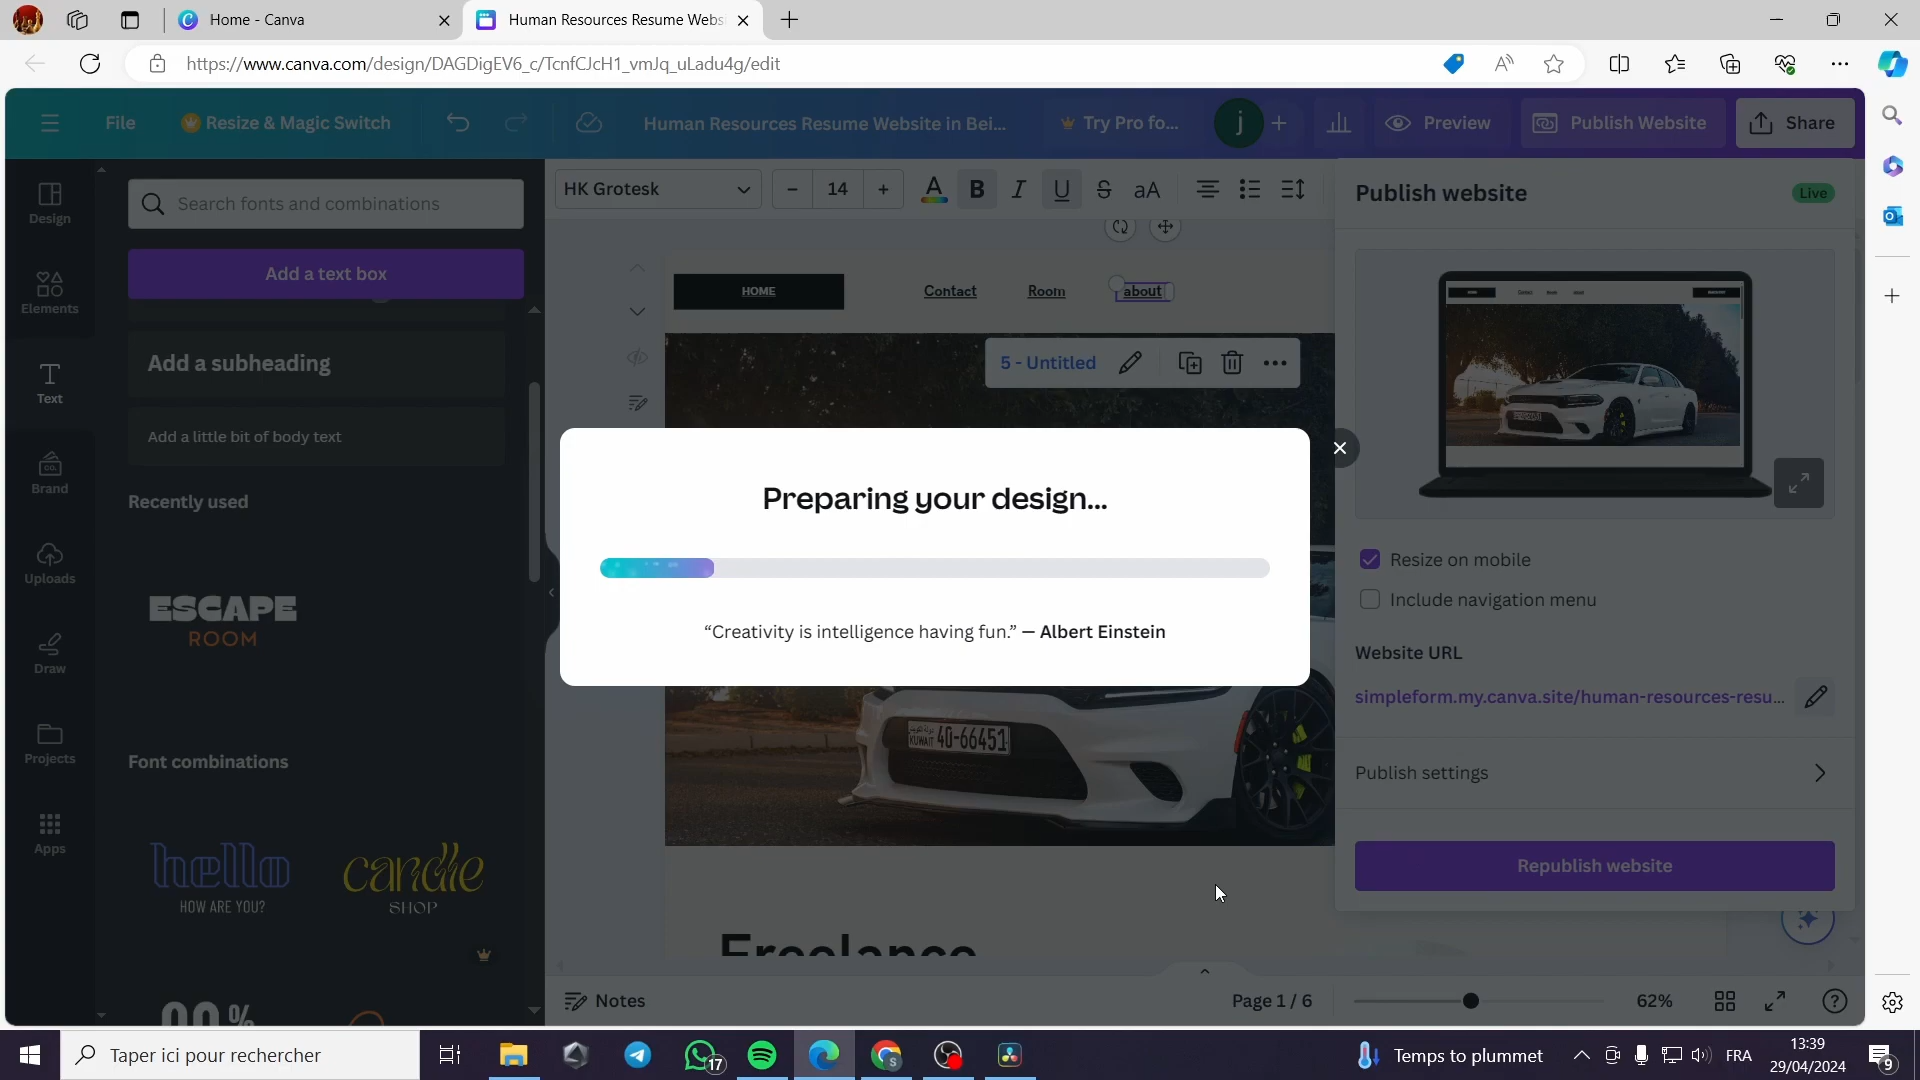 Home - Canva
Human Resources Resume Webs
https://www.canva.com/design/DAGDigEV6_c/TcnfCJcH1_vmJq_uLadu4g/edit
File
Resize & Magic Switch
Human Resources Resume Website in Bei...
Try Pro fo...
j
Preview
Publish Website
Share
Design
Elements
Text
Brand
Uploads
Draw
Projects
Apps
Search fonts and combinations
Add a text box
Add a subheading
Add a little bit of body text
Recently used
ESCAPE
ROOM
Font combinations
hello
HOW ARE YOU?
candle
SHOP
HK Grotesk
14
B
aA
HOME
Contact
Room
about
5 - Untitled
Preparing your design...
“Creativity is intelligence having fun.” — Albert Einstein
KUWAIT
40-66451
Freelance
Publish website
Live
Resize on mobile
Include navigation menu
Website URL
simpleform.my.canva.site/human-resources-resu...
Publish settings
Republish website
Notes
Page 1 / 6
62%
Taper ici pour rechercher
17
Temps to plummet
FRA
13:39
29/04/2024
9